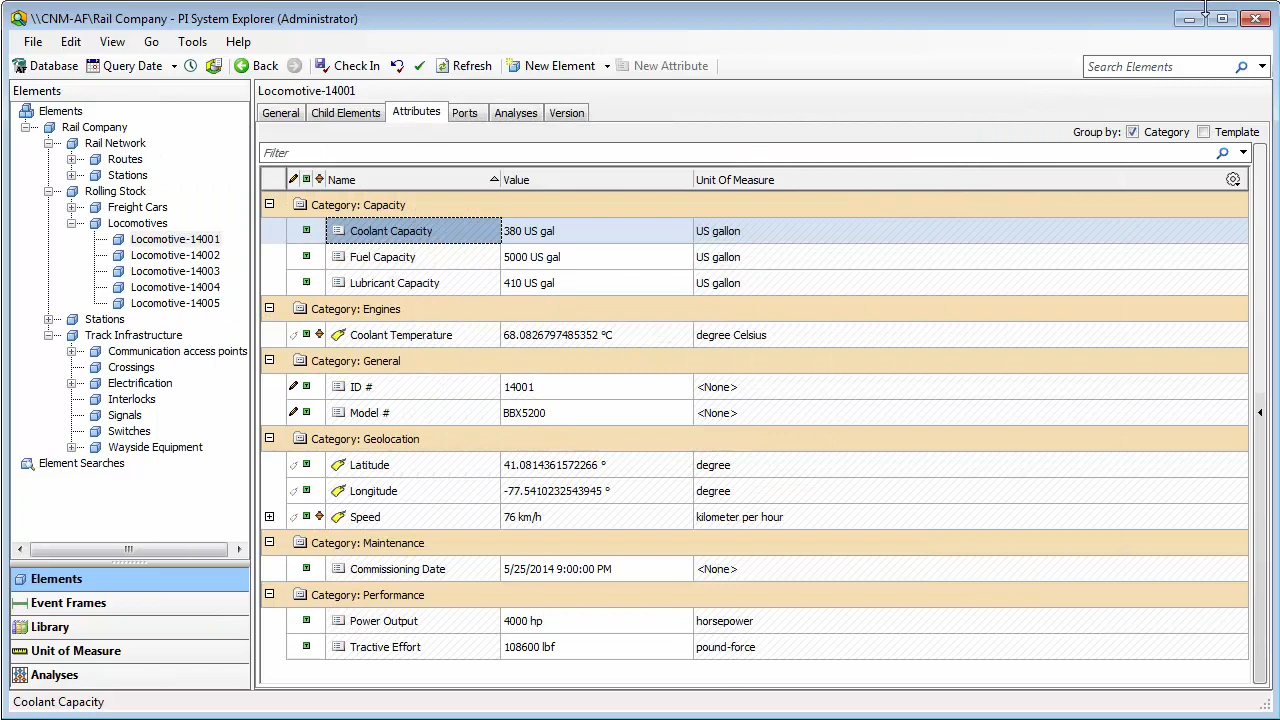 \\CNM-AF\Rail Company - PI System Explorer (Administrator)
File Edit View Go Tools Help
Database Query Date Back Check In Refresh New Element New Attribute Search Elements
Elements
Elements
Rail Company
Rail Network
Routes
Stations
Rolling Stock
Freight Cars
Locomotives
Locomotive-14001
Locomotive-14002
Locomotive-14003
Locomotive-14004
Locomotive-14005
Stations
Track Infrastructure
Communication access points
Crossings
Electrification
Interlocks
Signals
Switches
Wayside Equipment
Element Searches
Elements
Event Frames
Library
Unit of Measure
Analyses
Locomotive-14001
General Child Elements Attributes Ports Analyses Version
Group by: Category Template
Filter
Name Value Unit Of Measure
Category: Capacity
Coolant Capacity 380 US gal US gallon
Fuel Capacity 5000 US gal US gallon
Lubricant Capacity 410 US gal US gallon
Category: Engines
Coolant Temperature 68.0826797485352 °C degree Celsius
Category: General
ID # 14001 <None>
Model # BBX5200 <None>
Category: Geolocation
Latitude 41.0814361572266 ° degree
Longitude -77.5410232543945 ° degree
Speed 76 km/h kilometer per hour
Category: Maintenance
Commissioning Date 5/25/2014 9:00:00 PM <None>
Category: Performance
Power Output 4000 hp horsepower
Tractive Effort 108600 lbf pound-force
Coolant Capacity